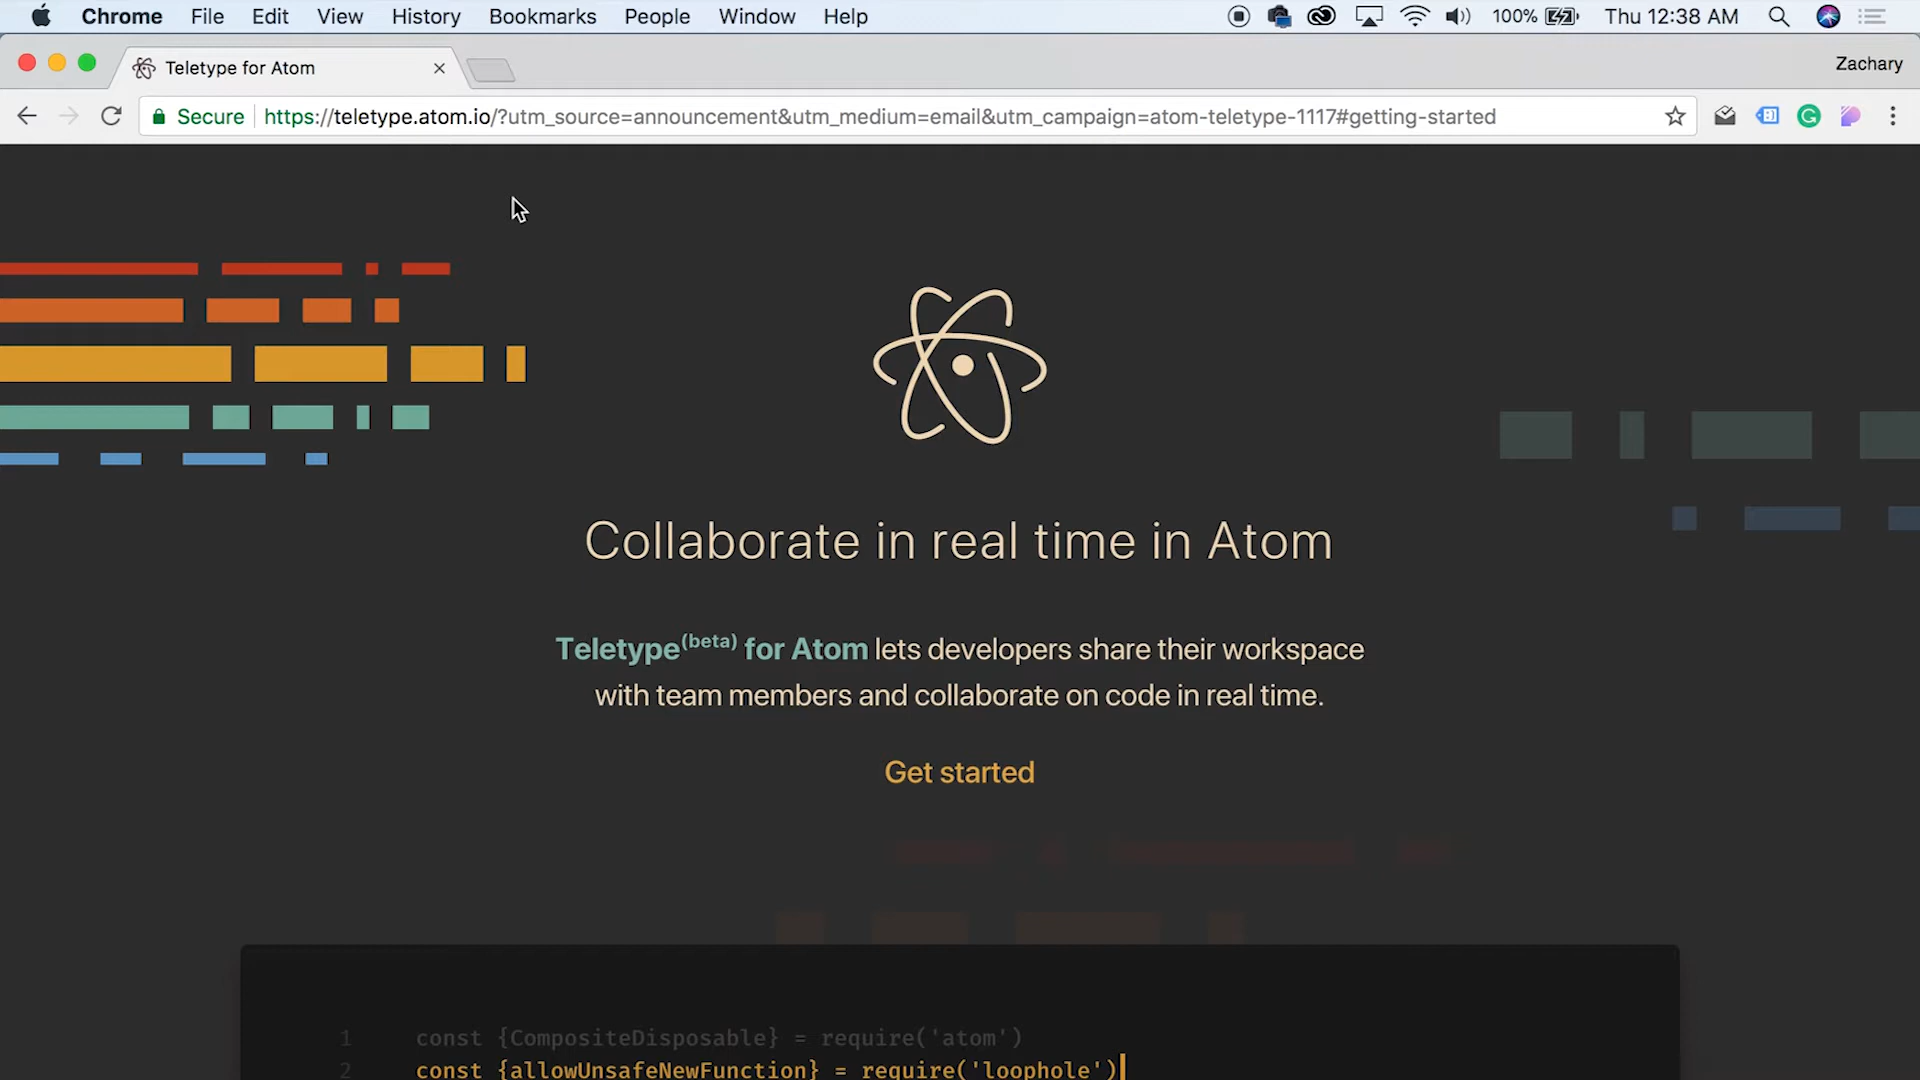 Chrome File Edit View History Bookmarks People Window Help 100% Thu 12:38 AM
Teletype for Atom Zachary
Secure https://teletype.atom.io/?utm_source=announcement&utm_medium=email&utm_campaign=atom-teletype-1117#getting-started
Collaborate in real time in Atom
Teletype(beta) for Atom lets developers share their workspace
with team members and collaborate on code in real time.
Get started
1 const {CompositeDisposable} = require('atom')
2 const {allowUnsafeNewFunction} = require('loophole')